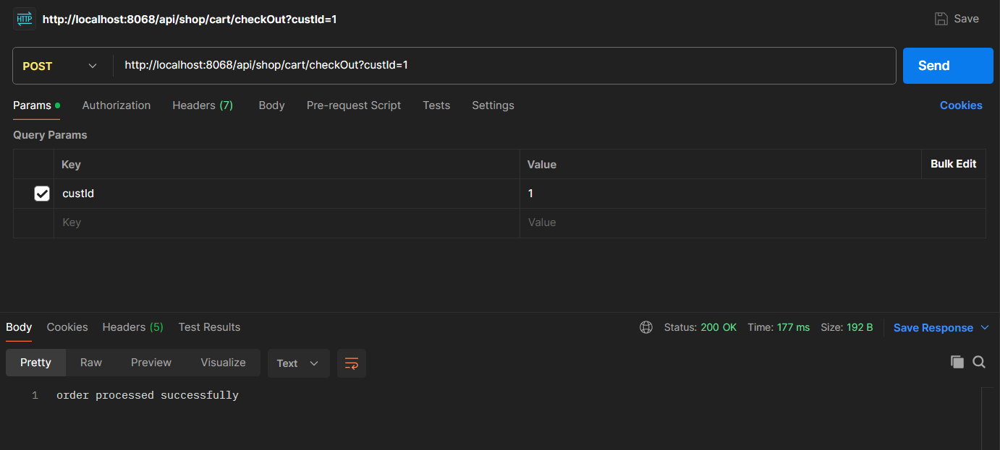 HTTP http://localhost:8068/api/shop/cart/checkOut?custId=1 Save
POST http://localhost:8068/api/shop/cart/checkOut?custId=1 Send
Params Authorization Headers (7) Body Pre-request Script Tests Settings Cookies
Query Params
Key Value Bulk Edit
custId 1
Key Value
Body Cookies Headers (5) Test Results Status: 200 OK Time: 177 ms Size: 192 B Save Response
Pretty Raw Preview Visualize Text
1 order processed successfully